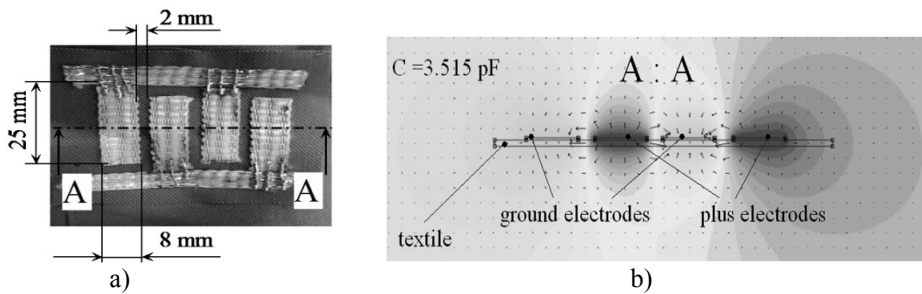 a)
2 mm
25 mm
A
A
8 mm
a)
b)
C =3.515 pF
A : A
ground electrodes
plus electrodes
textile